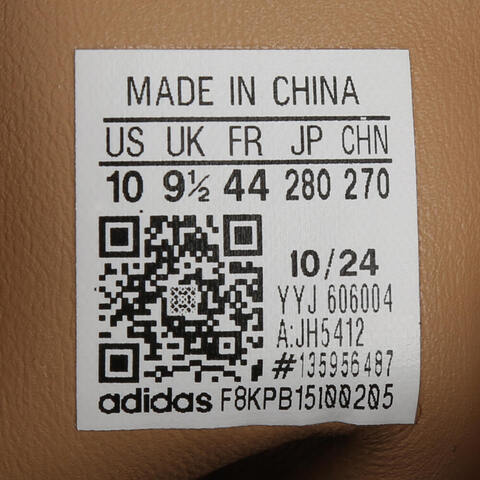 MADE IN CHINA
US UK FR JP CHN
10 9½ 44 280 270
10/24
YYJ 606004
A:JH5412
#135956487
adidas F8KPB15I00205